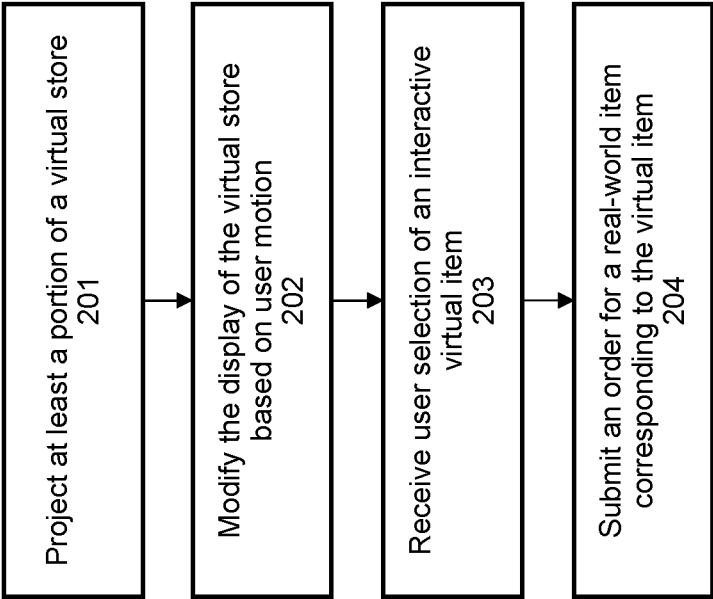 Project at least a portion of a virtual store
201
Modify the display of the virtual store
based on user motion
202
Receive user selection of an interactive
virtual item
203
Submit an order for a real-world item
corresponding to the virtual item
204